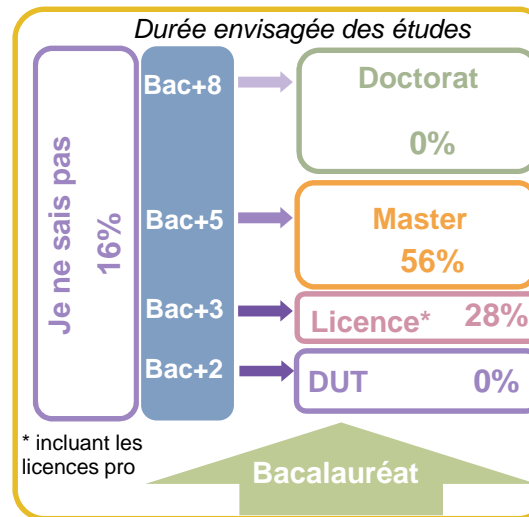 Durée envisagée des études
Je ne sais pas
16%
Bac+8
Doctorat
0%
Bac+5
Master
56%
Bac+3
Licence* 28%
Bac+2
DUT 0%
* incluant les
licences pro
Bacalauréat